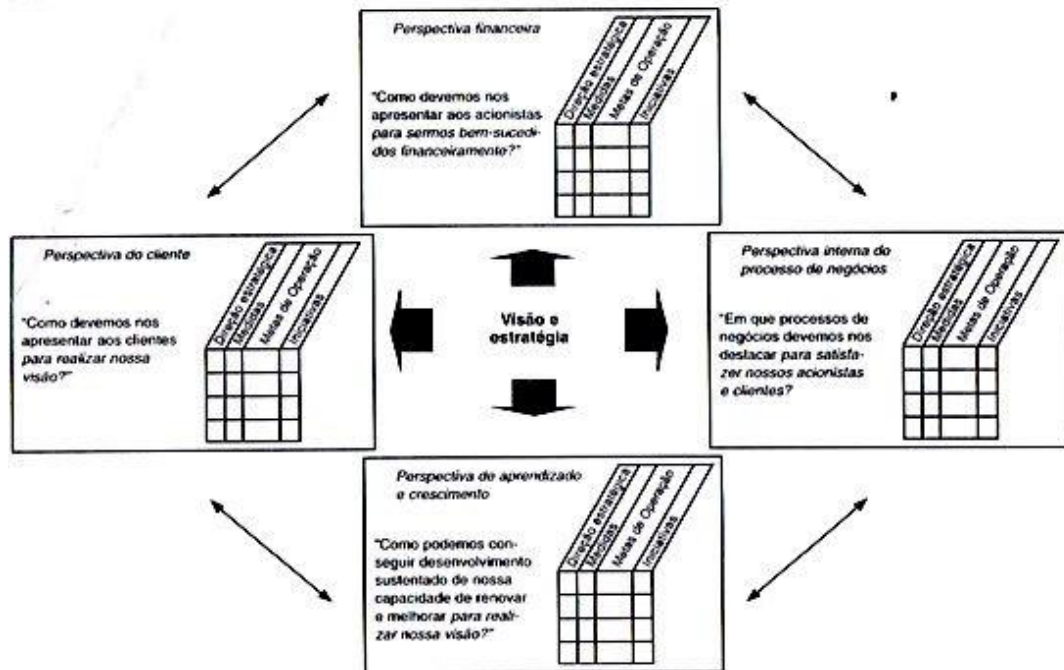 Perspectiva financeira
"Como devemos nos
apresentar aos acionistas
para sermos bem-sucedi-
dos financeiramente?"
Direção estratégica
Medidas
Metas de Operação
Iniciativas
Perspectiva do cliente
"Como devemos nos
apresentar aos clientes
para realizar nossa
visão?"
Direção estratégica
Medidas
Metas de Operação
Iniciativas
Visão e
estratégia
Perspectiva interna do
processo de negócios
"Em que processos de
negócios devemos nos
destacar para satisfa-
zer nossos acionistas
e clientes?
Direção estratégica
Medidas
Metas de Operação
Iniciativas
Perspectiva de aprendizado
e crescimento
"Como podemos con-
seguir desenvolvimento
sustentado de nossa
capacidade de renovar
e melhorar para reali-
zar nossa visão?"
Direção estratégica
Medidas
Metas de Operação
Iniciativas